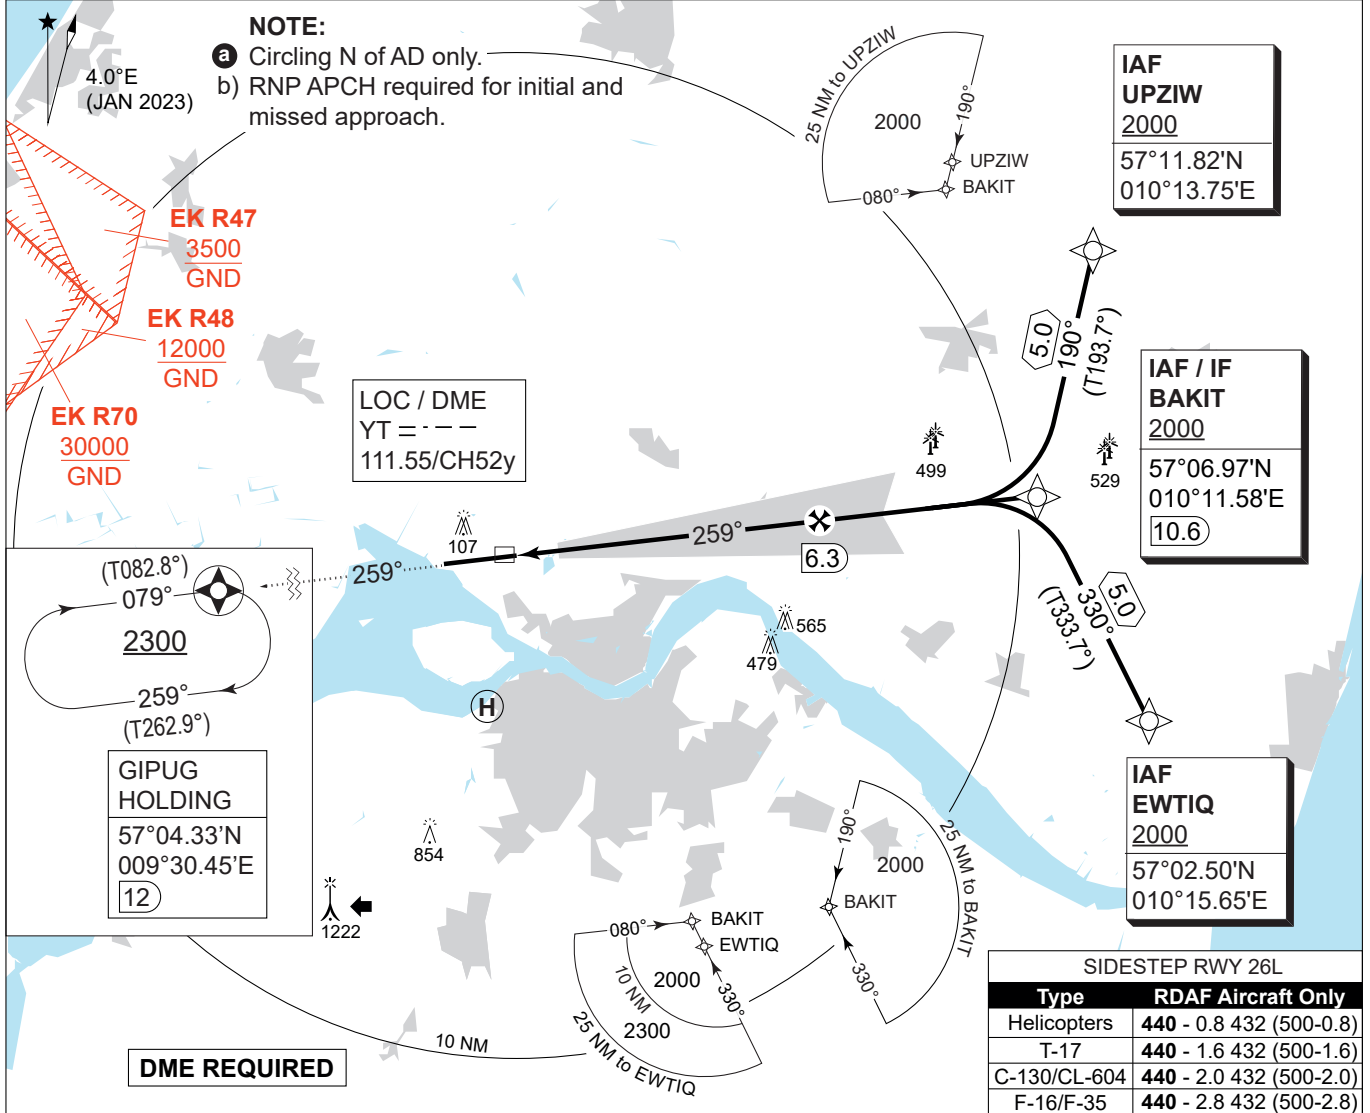 NOTE:
a Circling N of AD only.
b) RNP APCH required for initial and
missed approach.
4.0°E
(JAN 2023)
25 NM to UPZIW
2000
190°
UPZIW
080°
BAKIT
IAF
UPZIW
2000
57°11.82'N
010°13.75'E
EK R47
3500
GND
EK R48
12000
GND
EK R70
30000
GND
LOC / DME
YT
111.55/CH52y
5.0
190°
(T193.7°)
IAF / IF
BAKIT
2000
57°06.97'N
010°11.58'E
10.6
499
529
107
259°
6.3
259°
(T082.8°)
079°
2300
259°
(T262.9°)
GIPUG
HOLDING
57°04.33'N
009°30.45'E
12
565
479
H
5.0
330°
(T333.7°)
IAF
EWTIQ
2000
57°02.50'N
010°15.65'E
854
1222
190°
2000
BAKIT
330°
25 NM to BAKIT
080°
BAKIT
EWTIQ
2000
10 NM
330°
2300
25 NM to EWTIQ
10 NM
DME REQUIRED
SIDESTEP RWY 26L
Type RDAF Aircraft Only
Helicopters 440 - 0.8 432 (500-0.8)
T-17 440 - 1.6 432 (500-1.6)
C-130/CL-604 440 - 2.0 432 (500-2.0)
F-16/F-35 440 - 2.8 432 (500-2.8)